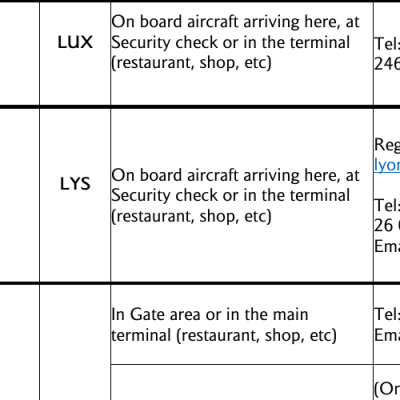 LUX
On board aircraft arriving here, at
Security check or in the terminal
(restaurant, shop, etc)
Tel:
246
LYS
On board aircraft arriving here, at
Security check or in the terminal
(restaurant, shop, etc)
Reg
lyon
Tel:
26
Ema
In Gate area or in the main
terminal (restaurant, shop, etc)
Tel:
Ema
(On